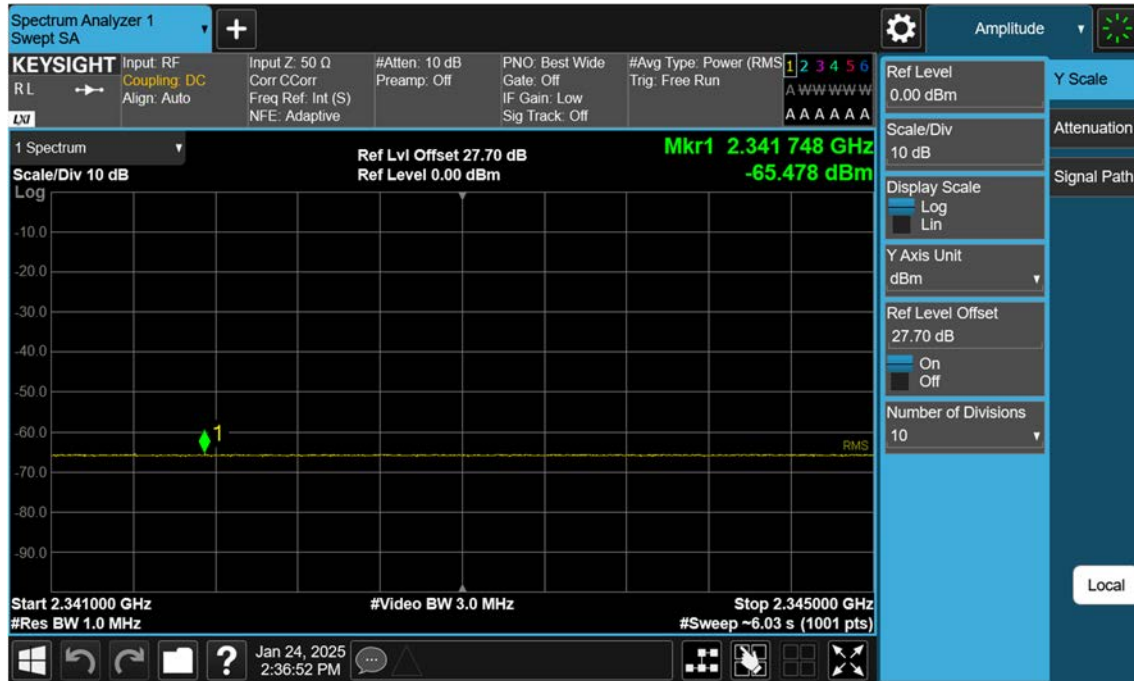 Spectrum Analyzer 1
Swept SA
Amplitude
KEYSIGHT
RL
LXI
Input: RF
Coupling: DC
Align: Auto
Input Z: 50 Ω
Corr CCorr
Freq Ref: Int (S)
NFE: Adaptive
#Atten: 10 dB
Preamp: Off
PNO: Best Wide
Gate: Off
IF Gain: Low
Sig Track: Off
#Avg Type: Power (RMS
Trig: Free Run
1 2 3 4 5 6
A W W W W W
A A A A A A
1 Spectrum
Scale/Div 10 dB
Ref Lvl Offset 27.70 dB
Ref Level 0.00 dBm
Mkr1 2.341 748 GHz
-65.478 dBm
Log
-10.0
-20.0
-30.0
-40.0
-50.0
-60.0
-70.0
-80.0
-90.0
1
RMS
Start 2.341000 GHz
#Res BW 1.0 MHz
#Video BW 3.0 MHz
Stop 2.345000 GHz
#Sweep ~6.03 s (1001 pts)
Ref Level
0.00 dBm
Scale/Div
10 dB
Display Scale
Log
Lin
Y Axis Unit
dBm
Ref Level Offset
27.70 dB
On
Off
Number of Divisions
10
Y Scale
Attenuation
Signal Path
Local
?
Jan 24, 2025
2:36:52 PM